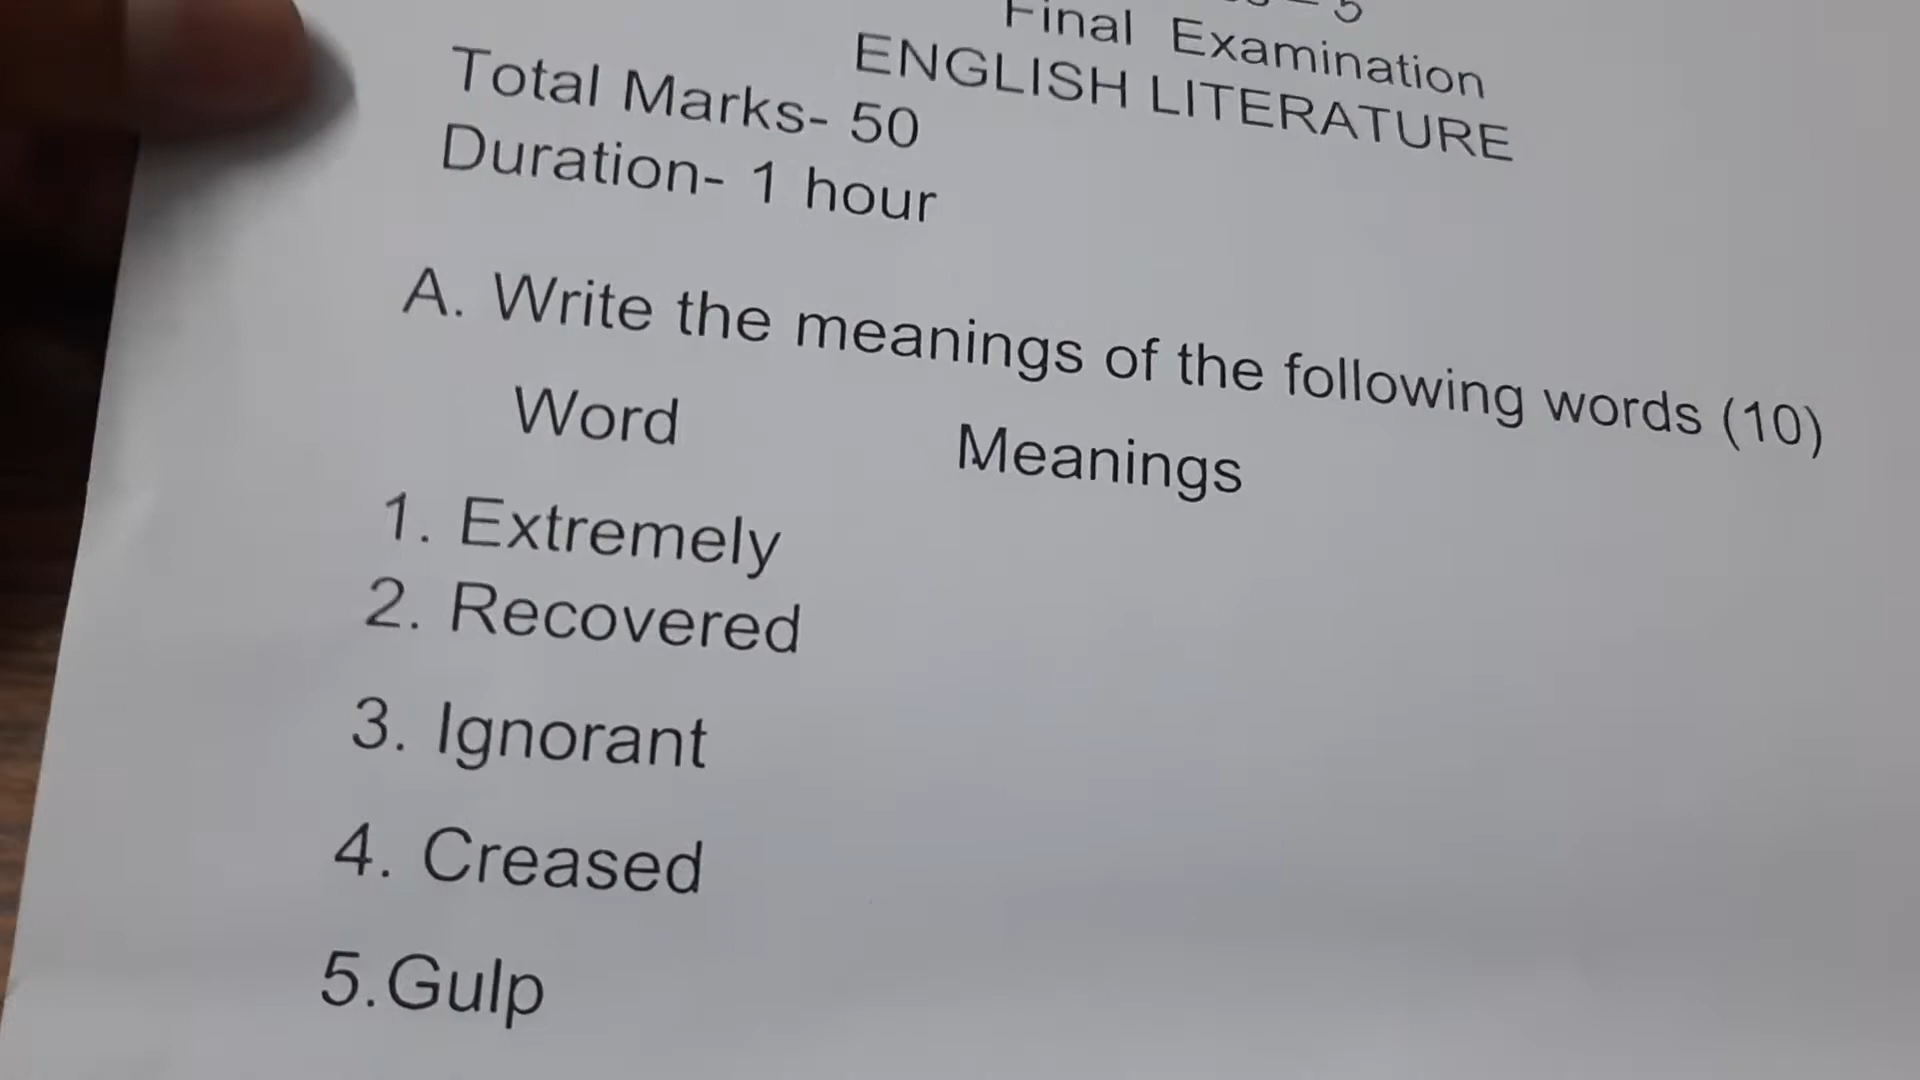 5
Final Examination
ENGLISH LITERATURE
Total Marks- 50
Duration- 1 hour
A. Write the meanings of the following words (10)
Word Meanings
1. Extremely
2. Recovered
3. Ignorant
4. Creased
5.Gulp